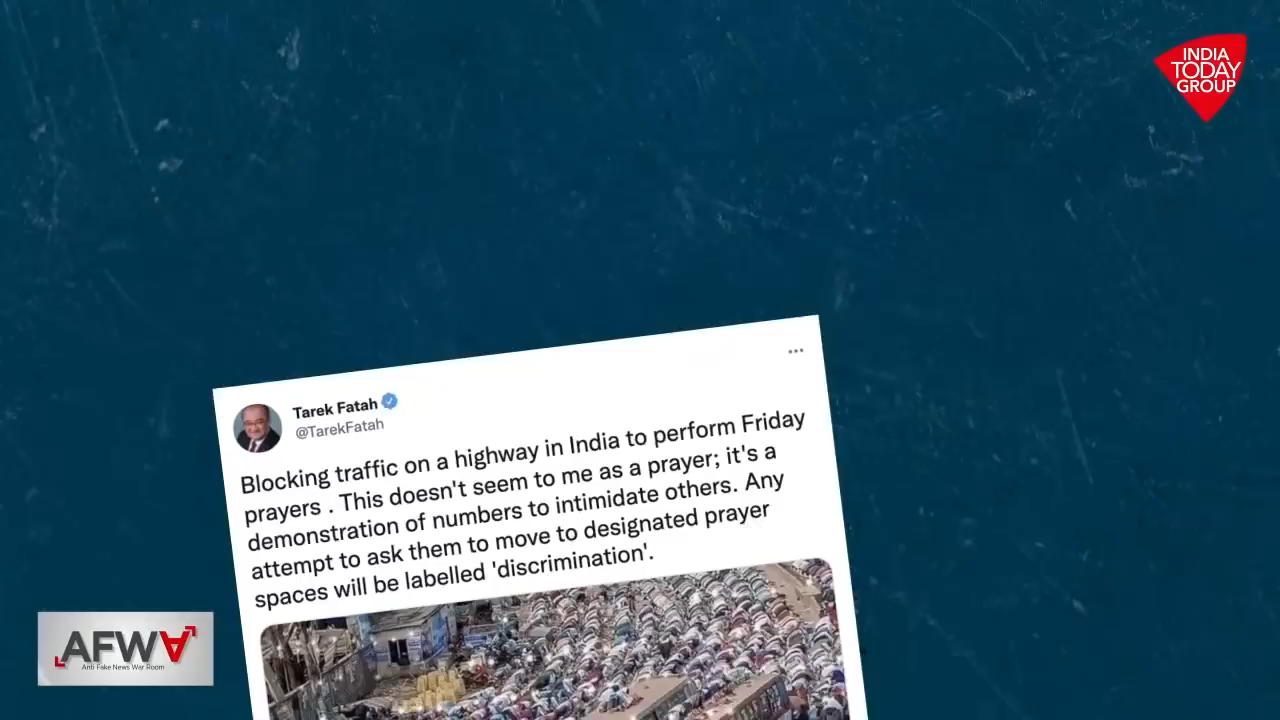 INDIA
TODAY
GROUP
Tarek Fatah
@TarekFatah
Blocking traffic on a highway in India to perform Friday
prayers . This doesn't seem to me as a prayer; it's a
demonstration of numbers to intimidate others. Any
attempt to ask them to move to designated prayer
spaces will be labelled 'discrimination'.
AFWA
Anti Fake News War Room